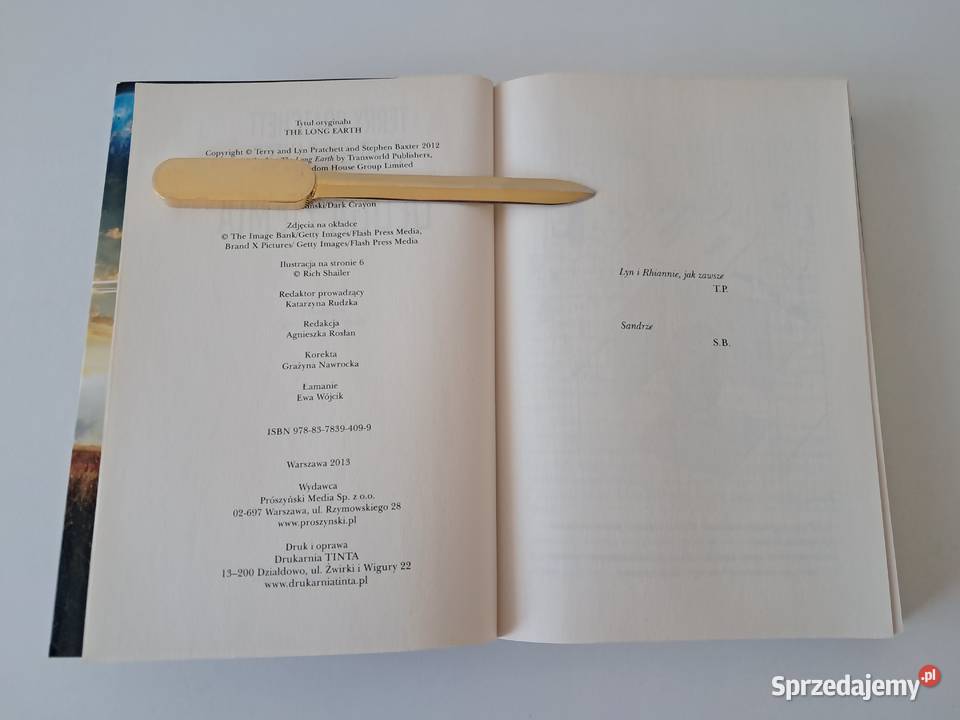 Tytuł oryginału
THE LONG EARTH
Copyright © Terry and Lyn Pratchett and Stephen Baxter 2012
The Long Earth by Transworld Publishers,
House Group Limited
Dark Crayon
Zdjęcia na okładce
© The Image Bank/Getty Images/Flash Press Media,
Brand X Pictures/ Getty Images/Flash Press Media
Ilustracja na stronie 6
© Rich Shailer
Redaktor prowadzący
Katarzyna Rudzka
Redakcja
Agnieszka Rosłan
Korekta
Grażyna Nawrocka
Łamanie
Ewa Wójcik
ISBN 978-83-7839-409-9
Warszawa 2013
Wydawca
Prószyński Media Sp. z o.o.
02-697 Warszawa, ul. Rzymowskiego 28
www.proszynski.pl
Druk i oprawa
Drukarnia TINTA
13–200 Działdowo, ul. Żwirki i Wigury 22
www.drukarniatinta.pl
Lyn i Rhiannie, jak zawsze
T.P.
Sandrze
S.B.
Sprzedajemy.pl